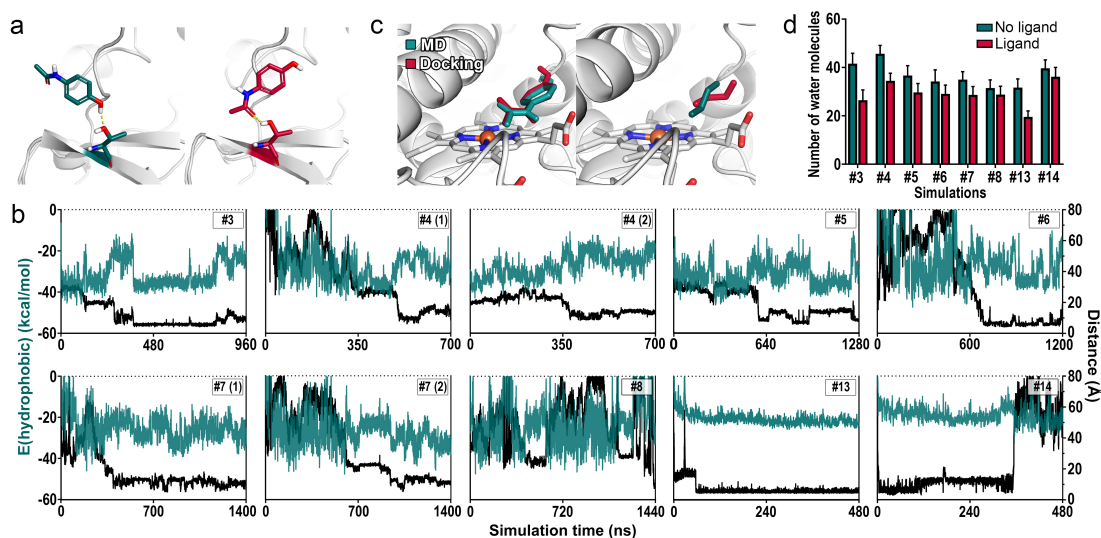 a
c
MD
Docking
d
Number of water molecules
60
40
20
0
No ligand
Ligand
#3 #4 #5 #6 #7 #8 #13 #14
Simulations
b
E(hydrophobic) (kcal/mol)
0
-20
-40
-60
#3
0 480 960
#4 (1)
0 350 700
#4 (2)
0 350 700
#5
0 640 1280
#6
0 600 1200
80
60
40
20
0
Distance (Å)
0
-20
-40
-60
#7 (1)
0 700 1400
#7 (2)
0 700 1400
#8
0 720 1440
#13
0 240 480
#14
0 240 480
80
60
40
20
0
Simulation time (ns)